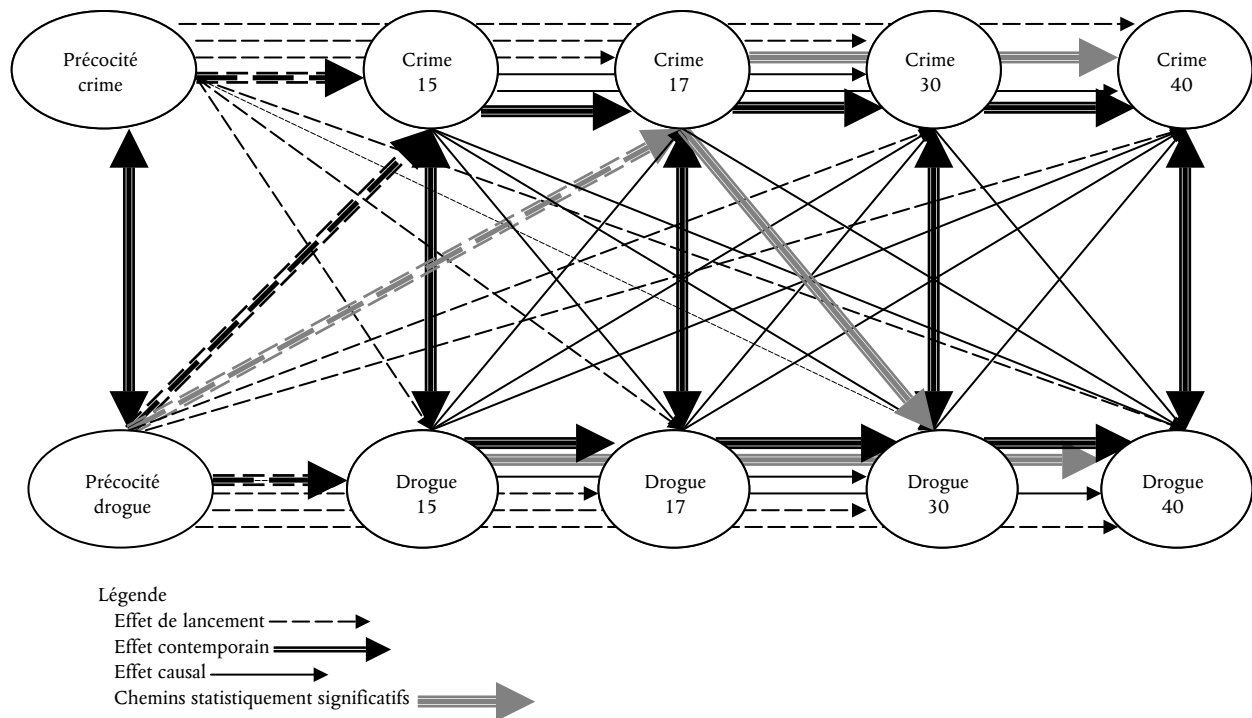 Précocité
crime
Crime
15
Crime
17
Crime
30
Crime
40
Précocité
drogue
Drogue
15
Drogue
17
Drogue
30
Drogue
40
Légende
Effet de lancement
Effet contemporain
Effet causal
Chemins statistiquement significatifs